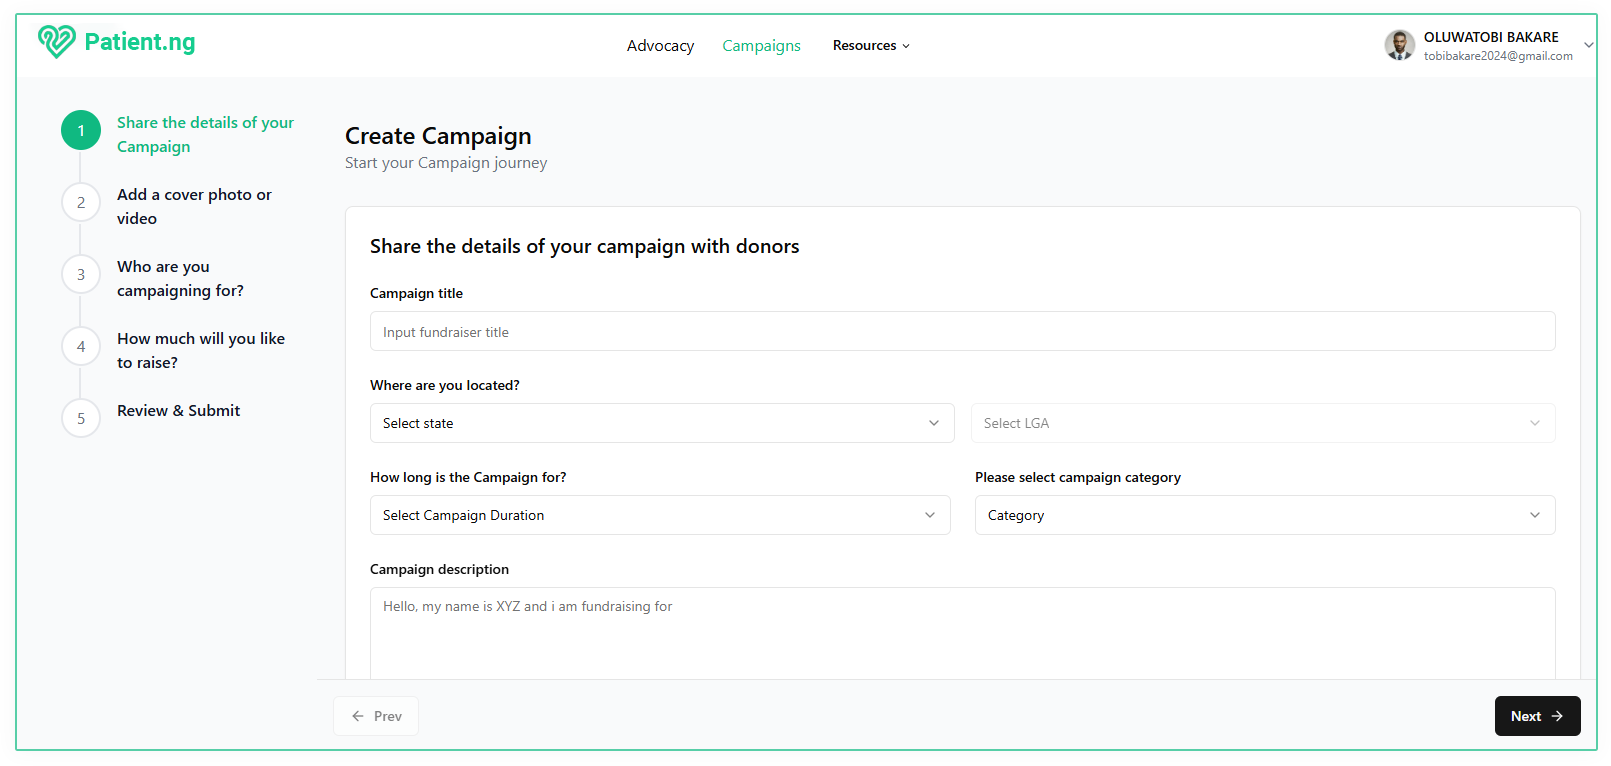 Patient.ng
Advocacy
Campaigns
Resources
OLUWATOBI BAKARE
tobibakare2024@gmail.com
1
Share the details of your
Campaign
2
Add a cover photo or
video
3
Who are you
campaigning for?
4
How much will you like
to raise?
5
Review & Submit
Create Campaign
Start your Campaign journey
Share the details of your campaign with donors
Campaign title
Input fundraiser title
Where are you located?
Select state
Select LGA
How long is the Campaign for?
Please select campaign category
Select Campaign Duration
Category
Campaign description
Hello, my name is XYZ and i am fundraising for
Prev
Next